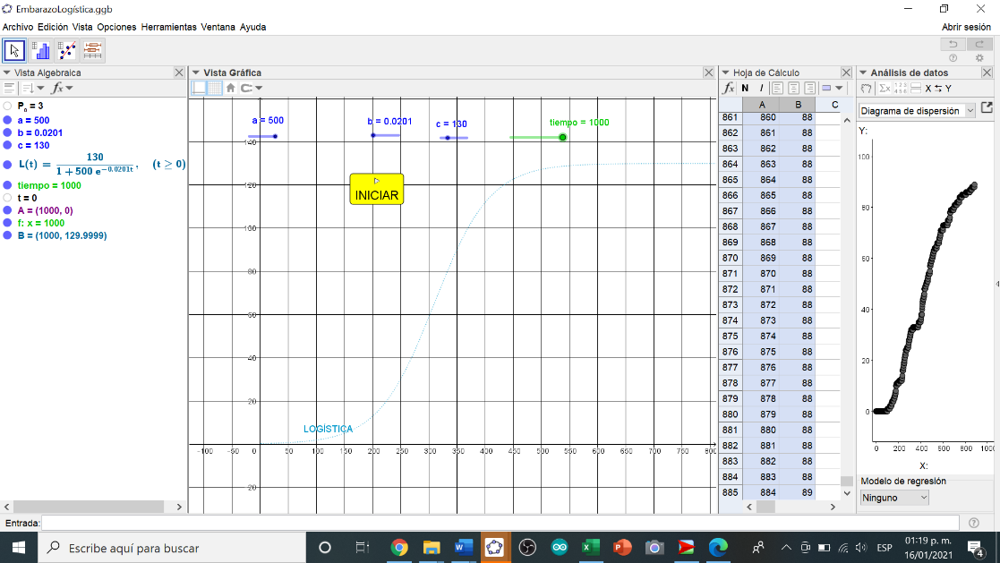 EmbarazoLogística.ggb
Archivo Edición Vista Opciones Herramientas Ventana Ayuda
Abrir sesión
Vista Algebraica
P₀ = 3
a = 500
b = 0.0201
c = 130
L(t) = 130 / (1 + 500 e^(−0.0201t)), (t ≥ 0)
tiempo = 1000
t = 0
A = (1000, 0)
f: x = 1000
B = (1000, 129.9999)
Vista Gráfica
a = 500
b = 0.0201
c = 130
tiempo = 1000
INICIAR
LOGÍSTICA
140
120
100
80
60
40
20
-20
-100 -50 0 50 100 150 200 250 300 350 400 450 500 550 600 650 700 750 800
Hoja de Cálculo
fx N I
A B C
861 860 88
862 861 88
863 862 88
864 863 88
865 864 88
866 865 88
867 866 88
868 867 88
869 868 88
870 869 88
871 870 88
872 871 88
873 872 88
874 873 88
875 874 88
876 875 88
877 876 88
878 877 88
879 878 88
880 879 88
881 880 88
882 881 88
883 882 88
884 883 88
885 884 89
Análisis de datos
Σx 123 456 X ⇆ Y
Diagrama de dispersión
Y:
100
80
60
40
20
0
0 200 400 600 800 1000
X:
Modelo de regresión
Ninguno
Entrada:
Escribe aquí para buscar
ESP
01:19 p. m.
16/01/2021
4